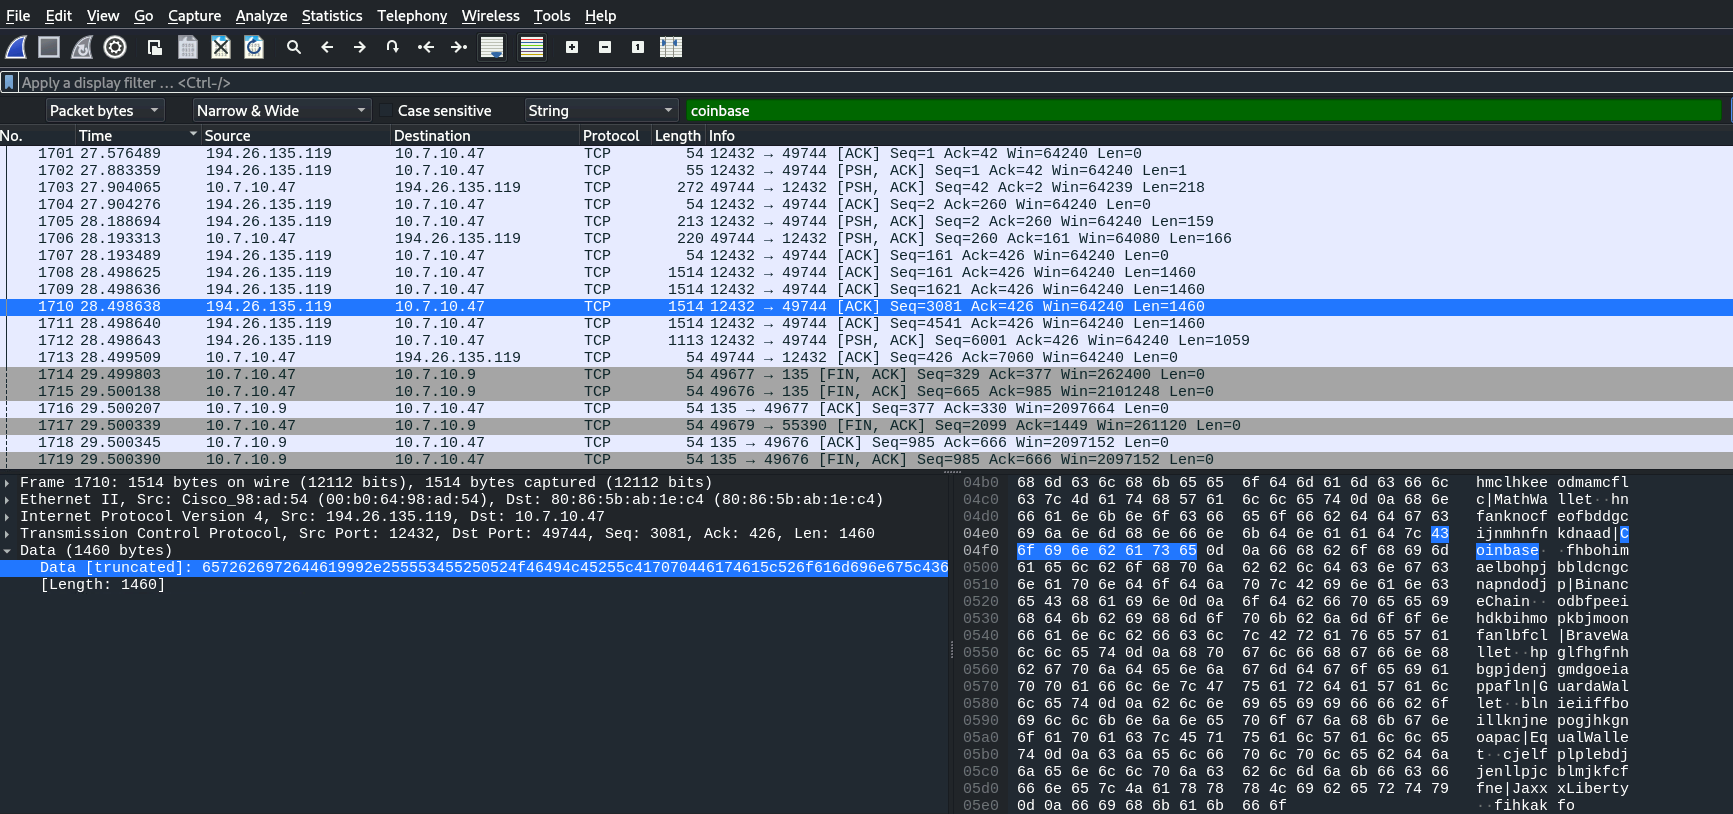 File Edit View Go Capture Analyze Statistics Telephony Wireless Tools Help
Apply a display filter … <Ctrl-/>
Packet bytes Narrow & Wide Case sensitive String coinbase
No. Time Source Destination Protocol Length Info
1701 27.576489 194.26.135.119 10.7.10.47 TCP 54 12432 → 49744 [ACK] Seq=1 Ack=42 Win=64240 Len=0
1702 27.883359 194.26.135.119 10.7.10.47 TCP 55 12432 → 49744 [PSH, ACK] Seq=1 Ack=42 Win=64240 Len=1
1703 27.904065 10.7.10.47 194.26.135.119 TCP 272 49744 → 12432 [PSH, ACK] Seq=42 Ack=2 Win=64239 Len=218
1704 27.904276 194.26.135.119 10.7.10.47 TCP 54 12432 → 49744 [ACK] Seq=2 Ack=260 Win=64240 Len=0
1705 28.188694 194.26.135.119 10.7.10.47 TCP 213 12432 → 49744 [PSH, ACK] Seq=2 Ack=260 Win=64240 Len=159
1706 28.193313 10.7.10.47 194.26.135.119 TCP 220 49744 → 12432 [PSH, ACK] Seq=260 Ack=161 Win=64080 Len=166
1707 28.193489 194.26.135.119 10.7.10.47 TCP 54 12432 → 49744 [ACK] Seq=161 Ack=426 Win=64240 Len=0
1708 28.498625 194.26.135.119 10.7.10.47 TCP 1514 12432 → 49744 [ACK] Seq=161 Ack=426 Win=64240 Len=1460
1709 28.498636 194.26.135.119 10.7.10.47 TCP 1514 12432 → 49744 [ACK] Seq=1621 Ack=426 Win=64240 Len=1460
1710 28.498638 194.26.135.119 10.7.10.47 TCP 1514 12432 → 49744 [ACK] Seq=3081 Ack=426 Win=64240 Len=1460
1711 28.498640 194.26.135.119 10.7.10.47 TCP 1514 12432 → 49744 [ACK] Seq=4541 Ack=426 Win=64240 Len=1460
1712 28.498643 194.26.135.119 10.7.10.47 TCP 1113 12432 → 49744 [PSH, ACK] Seq=6001 Ack=426 Win=64240 Len=1059
1713 28.499509 10.7.10.47 194.26.135.119 TCP 54 49744 → 12432 [ACK] Seq=426 Ack=7060 Win=64240 Len=0
1714 29.499803 10.7.10.47 10.7.10.9 TCP 54 49677 → 135 [FIN, ACK] Seq=329 Ack=377 Win=262400 Len=0
1715 29.500138 10.7.10.47 10.7.10.9 TCP 54 49676 → 135 [FIN, ACK] Seq=665 Ack=985 Win=2101248 Len=0
1716 29.500207 10.7.10.9 10.7.10.47 TCP 54 135 → 49677 [ACK] Seq=377 Ack=330 Win=2097664 Len=0
1717 29.500339 10.7.10.47 10.7.10.9 TCP 54 49679 → 55390 [FIN, ACK] Seq=2099 Ack=1449 Win=261120 Len=0
1718 29.500345 10.7.10.9 10.7.10.47 TCP 54 135 → 49676 [ACK] Seq=985 Ack=666 Win=2097152 Len=0
1719 29.500390 10.7.10.9 10.7.10.47 TCP 54 135 → 49676 [FIN, ACK] Seq=985 Ack=666 Win=2097152 Len=0
Frame 1710: 1514 bytes on wire (12112 bits), 1514 bytes captured (12112 bits)
Ethernet II, Src: Cisco_98:ad:54 (00:b0:64:98:ad:54), Dst: 80:86:5b:ab:1e:c4 (80:86:5b:ab:1e:c4)
Internet Protocol Version 4, Src: 194.26.135.119, Dst: 10.7.10.47
Transmission Control Protocol, Src Port: 12432, Dst Port: 49744, Seq: 3081, Ack: 426, Len: 1460
Data (1460 bytes)
Data [truncated]: 6572626972644619992e255553455250524f46494c45255c417070446174615c526f616d696e675c436
[Length: 1460]
04b0 68 6d 63 6c 68 6b 65 65 6f 64 6d 61 6d 63 66 6c hmclhkee odmamcfl
04c0 63 7c 4d 61 74 68 57 61 6c 6c 65 74 0d 0a 68 6e c|MathWa llet··hn
04d0 66 61 6e 6b 6e 6f 63 66 65 6f 66 62 64 64 67 63 fanknocf eofbddgc
04e0 69 6a 6e 6d 68 6e 66 6e 6b 64 6e 61 61 64 7c 43 ijnmhnfn kdnaad|C
04f0 6f 69 6e 62 61 73 65 0d 0a 66 68 62 6f 68 69 6d oinbase· ·fhbohim
0500 61 65 6c 62 6f 68 70 6a 62 62 6c 64 63 6e 67 63 aelbohpj bbldcngc
0510 6e 61 70 6e 64 6f 64 6a 70 7c 42 69 6e 61 6e 63 napndodj p|Binanc
0520 65 43 68 61 69 6e 0d 0a 6f 64 62 66 70 65 65 69 eChain·· odbfpeei
0530 68 64 6b 62 69 68 6d 6f 70 6b 62 6a 6d 6f 6f 6e hdkbihmo pkbjmoon
0540 66 61 6e 6c 62 66 63 6c 7c 42 72 61 76 65 57 61 fanlbfcl |BraveWa
0550 6c 6c 65 74 0d 0a 68 70 67 6c 66 68 67 66 6e 68 llet··hp glfhgfnh
0560 62 67 70 6a 64 65 6e 6a 67 6d 64 67 6f 65 69 61 bgpjdenj gmdgoeia
0570 70 70 61 66 6c 6e 7c 47 75 61 72 64 61 57 61 6c ppafln|G uardaWal
0580 6c 65 74 0d 0a 62 6c 6e 69 65 69 69 66 66 62 6f let··bln ieiiffbo
0590 69 6c 6c 6b 6e 6a 6e 65 70 6f 67 6a 68 6b 67 6e illknjne pogjhkgn
05a0 6f 61 70 61 63 7c 45 71 75 61 6c 57 61 6c 6c 65 oapac|Eq ualWalle
05b0 74 0d 0a 63 6a 65 6c 66 70 6c 70 6c 65 62 64 6a t··cjelf plplebdj
05c0 6a 65 6e 6c 6c 70 6a 63 62 6c 6d 6a 6b 66 63 66 jenllpjc blmjkfcf
05d0 66 6e 65 7c 4a 61 78 78 78 4c 69 62 65 72 74 79 fne|Jaxx xLiberty
05e0 0d 0a 66 69 68 6b 61 6b 66 6f ··fihkak fo